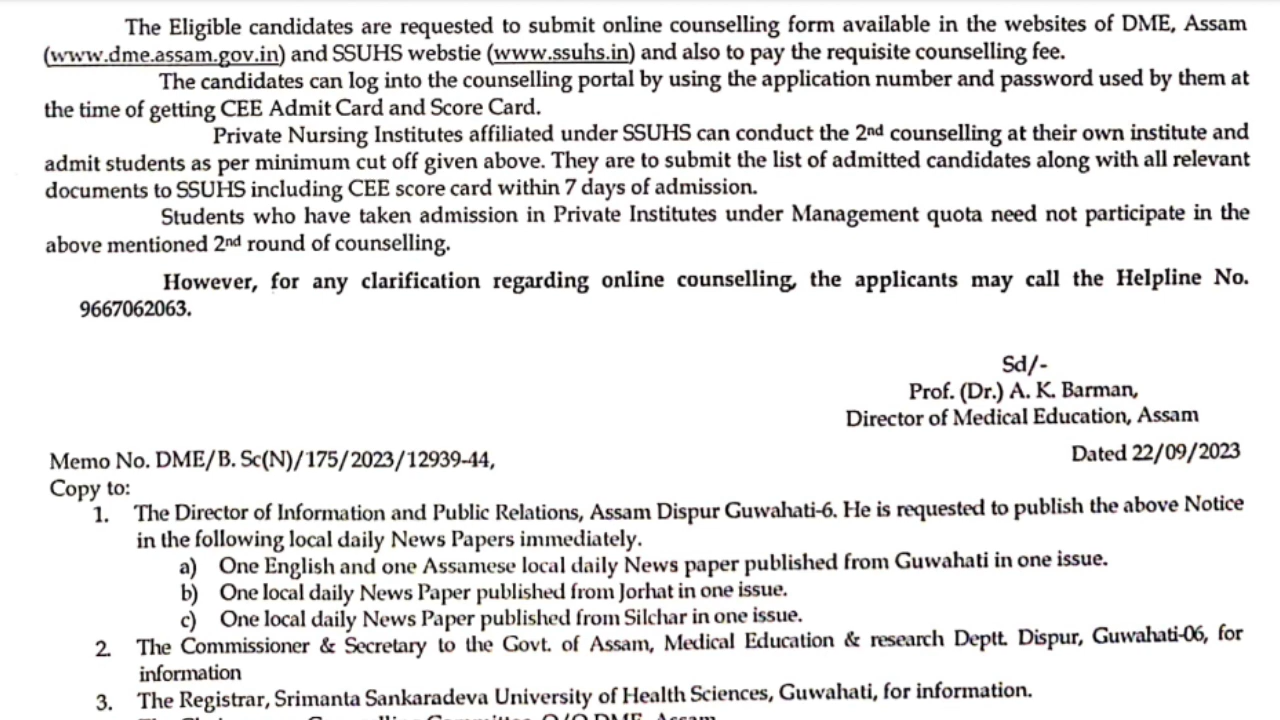 The Eligible candidates are requested to submit online counselling form available in the websites of DME, Assam
(www.dme.assam.gov.in) and SSUHS webstie (www.ssuhs.in) and also to pay the requisite counselling fee.
The candidates can log into the counselling portal by using the application number and password used by them at
the time of getting CEE Admit Card and Score Card.
Private Nursing Institutes affiliated under SSUHS can conduct the 2nd counselling at their own institute and
admit students as per minimum cut off given above. They are to submit the list of admitted candidates along with all relevant
documents to SSUHS including CEE score card within 7 days of admission.
Students who have taken admission in Private Institutes under Management quota need not participate in the
above mentioned 2nd round of counselling.
However, for any clarification regarding online counselling, the applicants may call the Helpline No.
9667062063.
Sd/-
Prof. (Dr.) A. K. Barman,
Director of Medical Education, Assam
Memo No. DME/B. Sc(N)/175/2023/12939-44,
Dated 22/09/2023
Copy to:
1. The Director of Information and Public Relations, Assam Dispur Guwahati-6. He is requested to publish the above Notice
in the following local daily News Papers immediately.
a) One English and one Assamese local daily News paper published from Guwahati in one issue.
b) One local daily News Paper published from Jorhat in one issue.
c) One local daily News Paper published from Silchar in one issue.
2. The Commissioner & Secretary to the Govt. of Assam, Medical Education & research Deptt. Dispur, Guwahati-06, for
information
3. The Registrar, Srimanta Sankaradeva University of Health Sciences, Guwahati, for information.